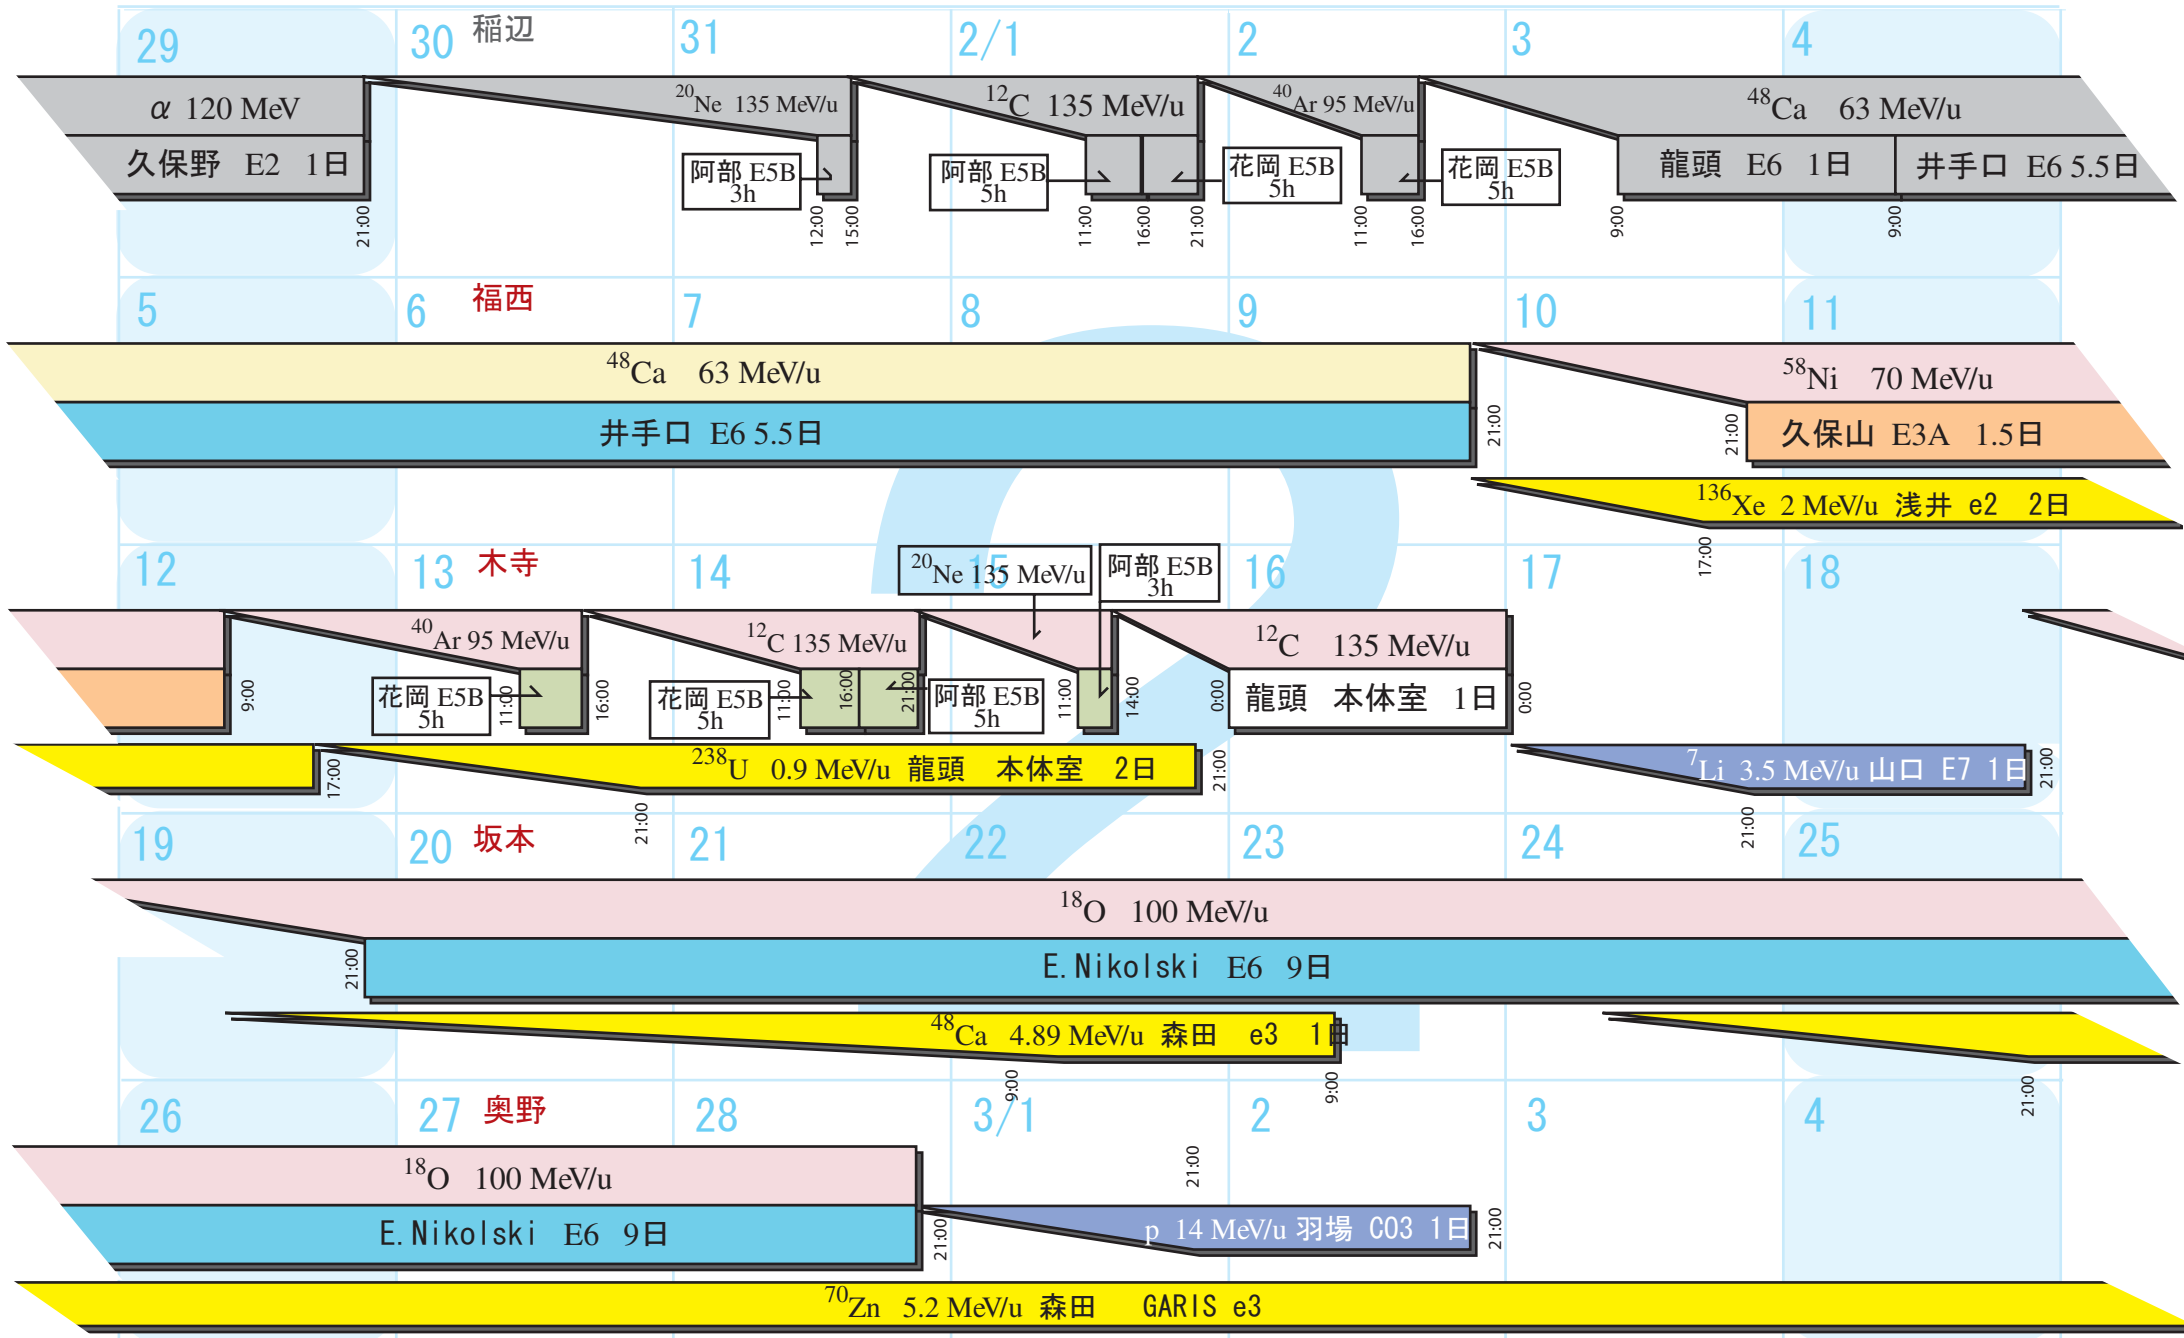 29 30 稲辺 31 2/1 2 3 4
α 120 MeV
20Ne 135 MeV/u
12C 135 MeV/u
40Ar 95 MeV/u
48Ca 63 MeV/u
久保野 E2 1日
阿部 E5B
3h
阿部 E5B
5h
花岡 E5B
5h
花岡 E5B
5h
龍頭 E6 1日
井手口 E6 5.5日
21:00 12:00 15:00 11:00 16:00 21:00 11:00 16:00 9:00 9:00
5 6 福西 7 8 9 10 11
48Ca 63 MeV/u
58Ni 70 MeV/u
井手口 E6 5.5日
21:00
21:00
久保山 E3A 1.5日
136Xe 2 MeV/u 浅井 e2 2日
17:00
12 13 木寺 14 15 16 17 18
20Ne 135 MeV/u
阿部 E5B
3h
40Ar 95 MeV/u
12C 135 MeV/u
12C 135 MeV/u
9:00
花岡 E5B
5h
11:00
16:00
花岡 E5B
5h
11:00
16:00
21:00
阿部 E5B
5h
11:00
14:00
0:00
龍頭 本体室 1日
0:00
17:00
238U 0.9 MeV/u 龍頭 本体室 2日
21:00
21:00
7Li 3.5 MeV/u 山口 E7 1日
21:00
21:00
19 20 坂本 21 22 23 24 25
18O 100 MeV/u
21:00
E.Nikolski E6 9日
48Ca 4.89 MeV/u 森田 e3 1日
9:00
9:00
21:00
26 27 奥野 28 3/1 2 3 4
18O 100 MeV/u
21:00
E.Nikolski E6 9日
21:00
p 14 MeV/u 羽場 C03 1日
21:00
70Zn 5.2 MeV/u 森田 GARIS e3